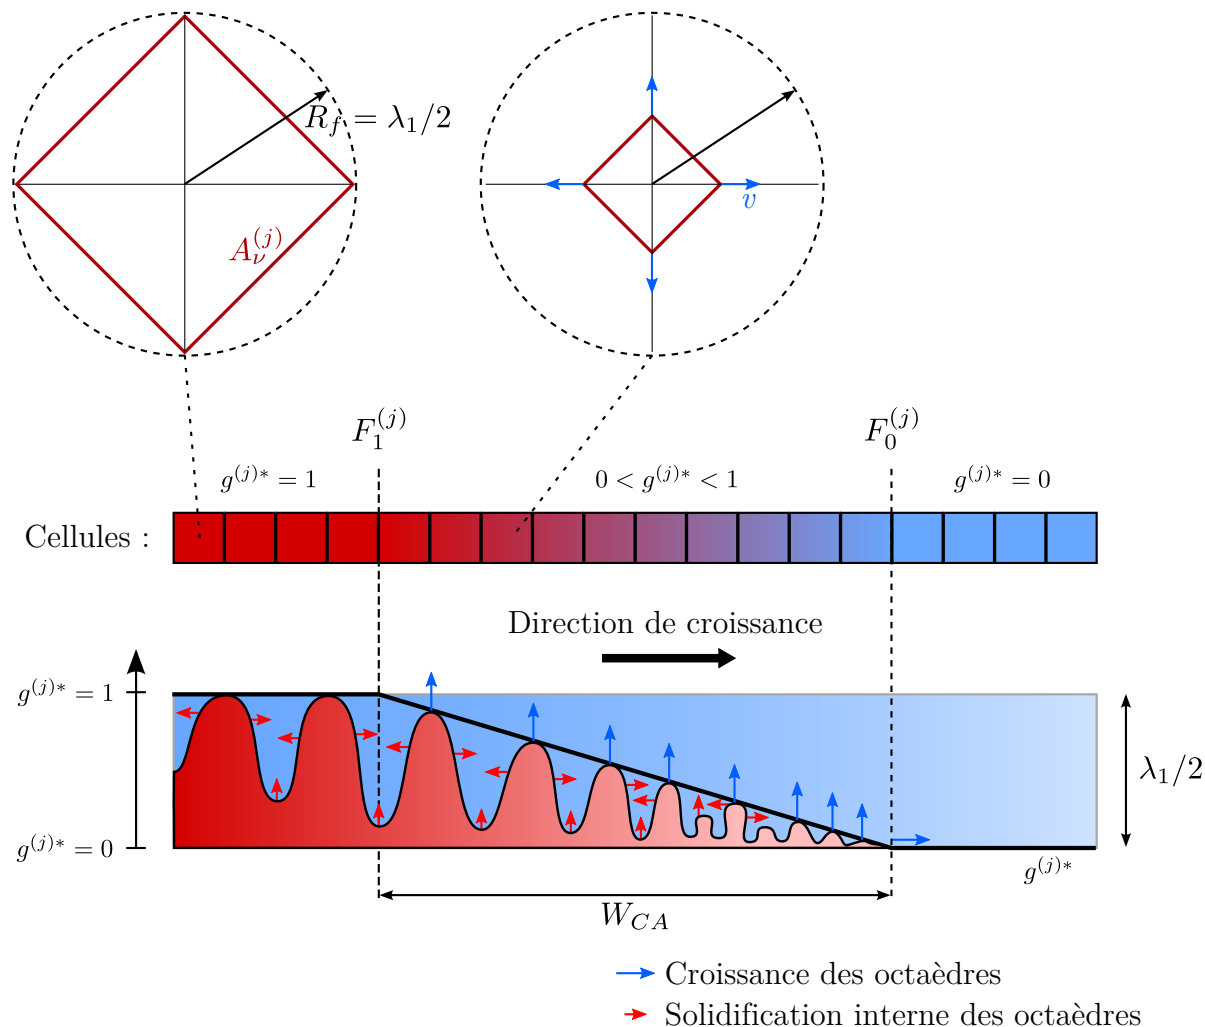 R_f = λ_1/2
A_ν^(j)
v
F_1^(j)
F_0^(j)
g^(j)* = 1
0 < g^(j)* < 1
g^(j)* = 0
Cellules :
Direction de croissance
g^(j)* = 1
λ_1/2
g^(j)* = 0
g^(j)*
W_CA
Croissance des octaèdres
Solidification interne des octaèdres